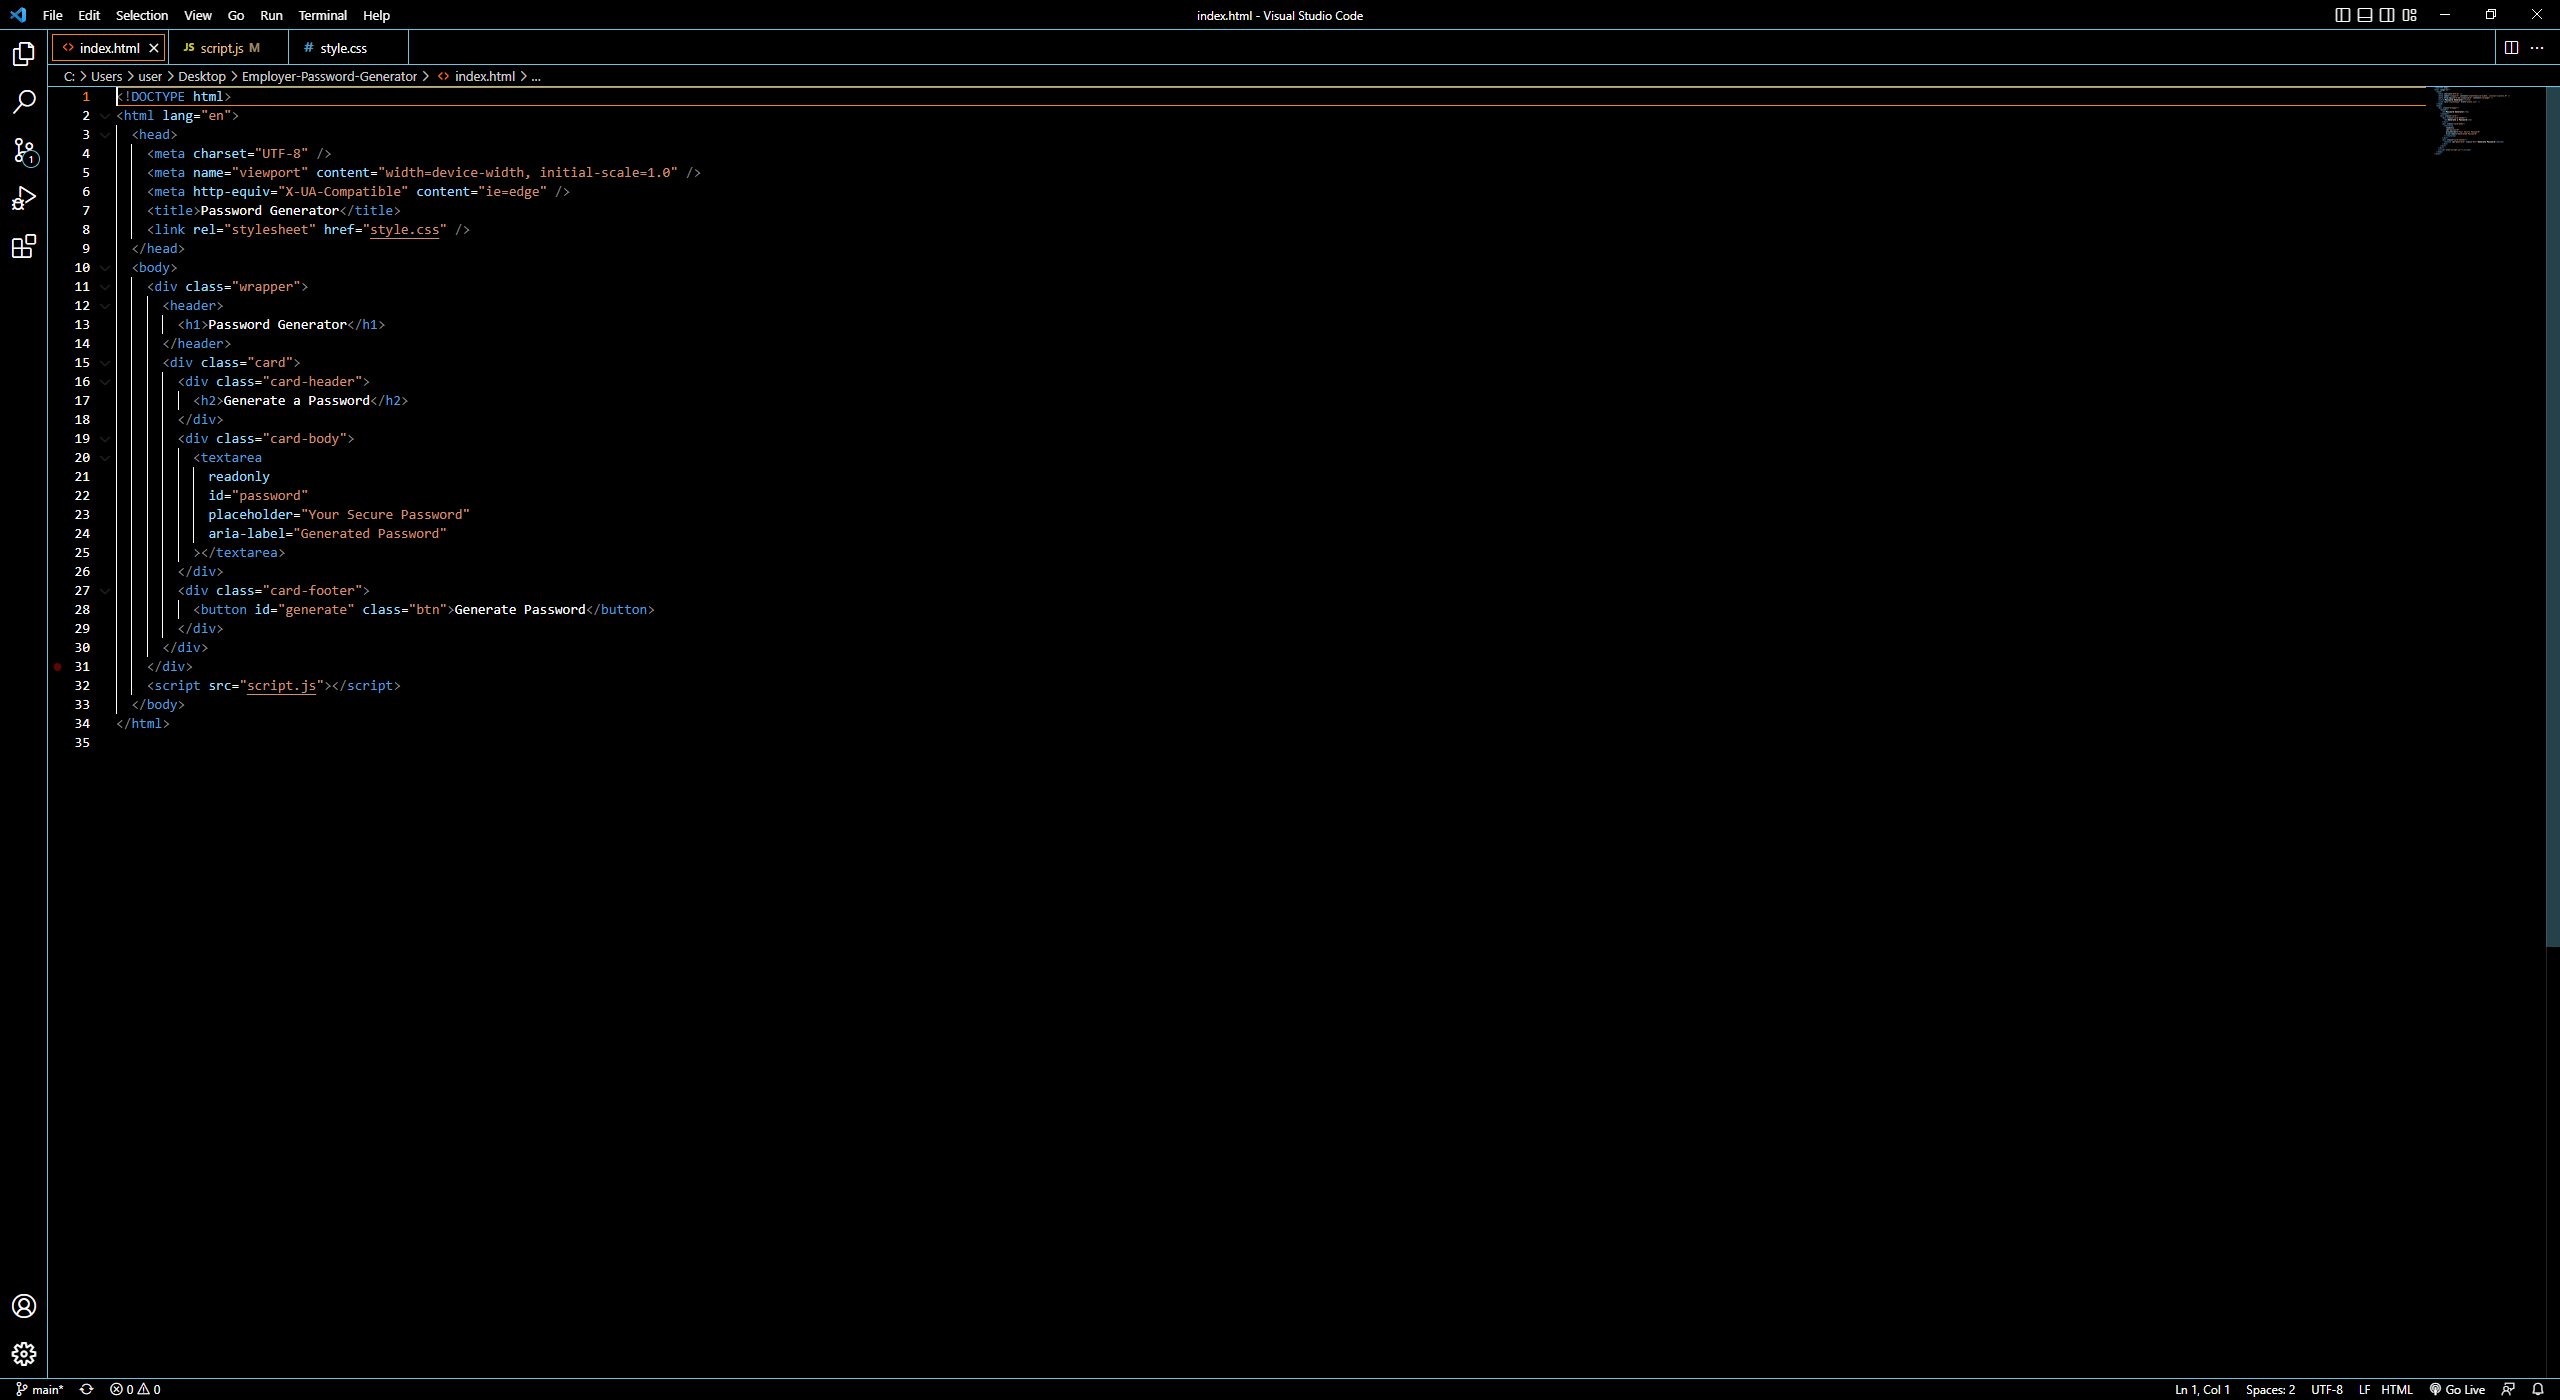 File Edit Selection View Go Run Terminal Help
index.html - Visual Studio Code
index.html
JS script.js M
# style.css
C: > Users > user > Desktop > Employer-Password-Generator > <> index.html > ...
1 <!DOCTYPE html>
2 <html lang="en">
3 <head>
4 <meta charset="UTF-8" />
5 <meta name="viewport" content="width=device-width, initial-scale=1.0" />
6 <meta http-equiv="X-UA-Compatible" content="ie=edge" />
7 <title>Password Generator</title>
8 <link rel="stylesheet" href="style.css" />
9 </head>
10 <body>
11 <div class="wrapper">
12 <header>
13 <h1>Password Generator</h1>
14 </header>
15 <div class="card">
16 <div class="card-header">
17 <h2>Generate a Password</h2>
18 </div>
19 <div class="card-body">
20 <textarea
21 readonly
22 id="password"
23 placeholder="Your Secure Password"
24 aria-label="Generated Password"
25 ></textarea>
26 </div>
27 <div class="card-footer">
28 <button id="generate" class="btn">Generate Password</button>
29 </div>
30 </div>
31 </div>
32 <script src="script.js"></script>
33 </body>
34 </html>
35
1
main* 0 0
Ln 1, Col 1 Spaces: 2 UTF-8 LF HTML Go Live